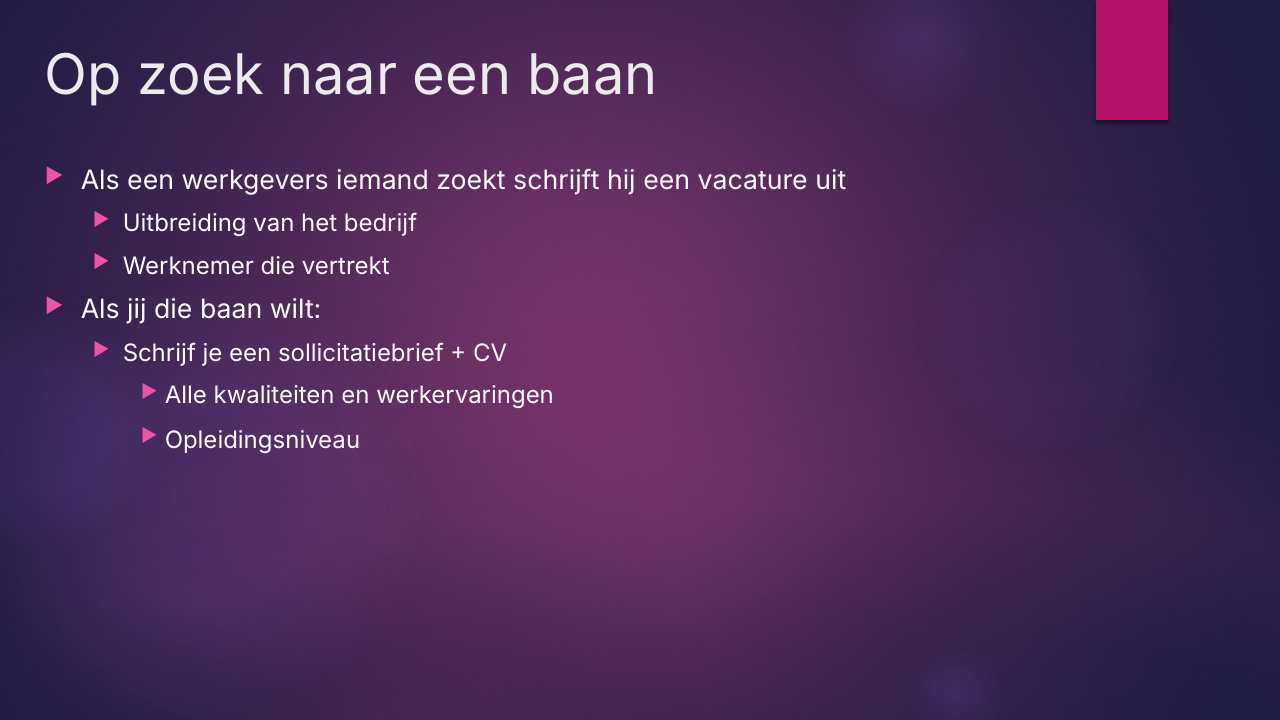 Op zoek naar een baan
Als een werkgevers iemand zoekt schrijft hij een vacature uit
Uitbreiding van het bedrijf
Werknemer die vertrekt
Als jij die baan wilt:
Schrijf je een sollicitatiebrief + CV
Alle kwaliteiten en werkervaringen
Opleidingsniveau